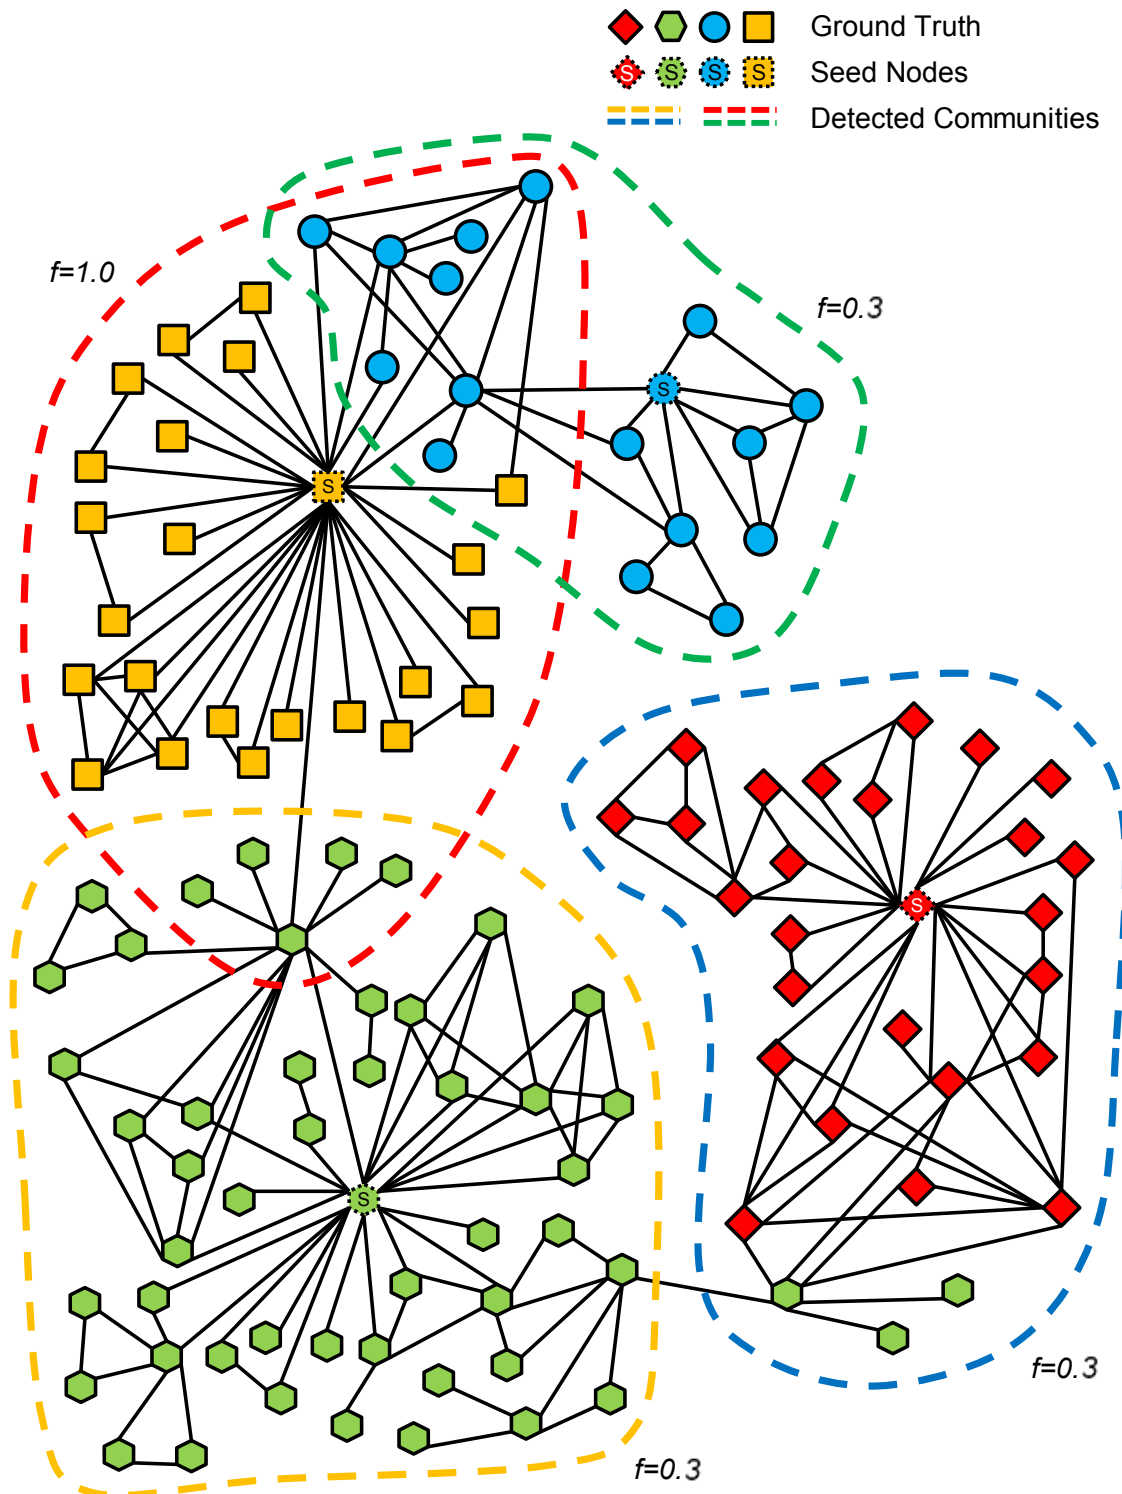 Ground Truth
S S S S Seed Nodes
Detected Communities
f=1.0
f=0.3
S
S
f=0.3
S
S
f=0.3